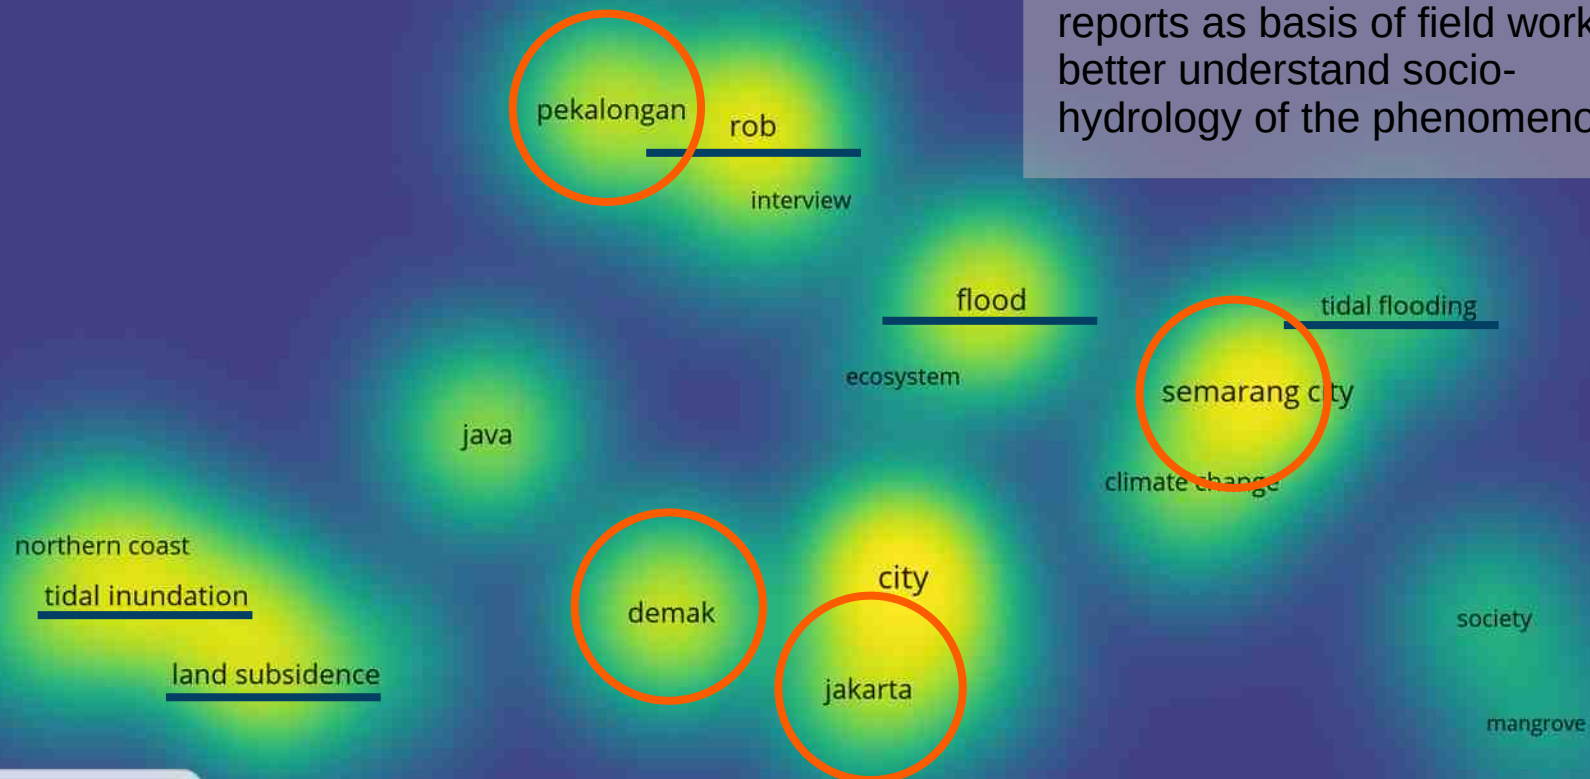 reports as basis of field work
better understand socio-
hydrology of the phenomeno
pekalongan
rob
interview
flood
tidal flooding
ecosystem
semarang city
java
climate change
northern coast
tidal inundation
city
demak
society
land subsidence
jakarta
mangrove